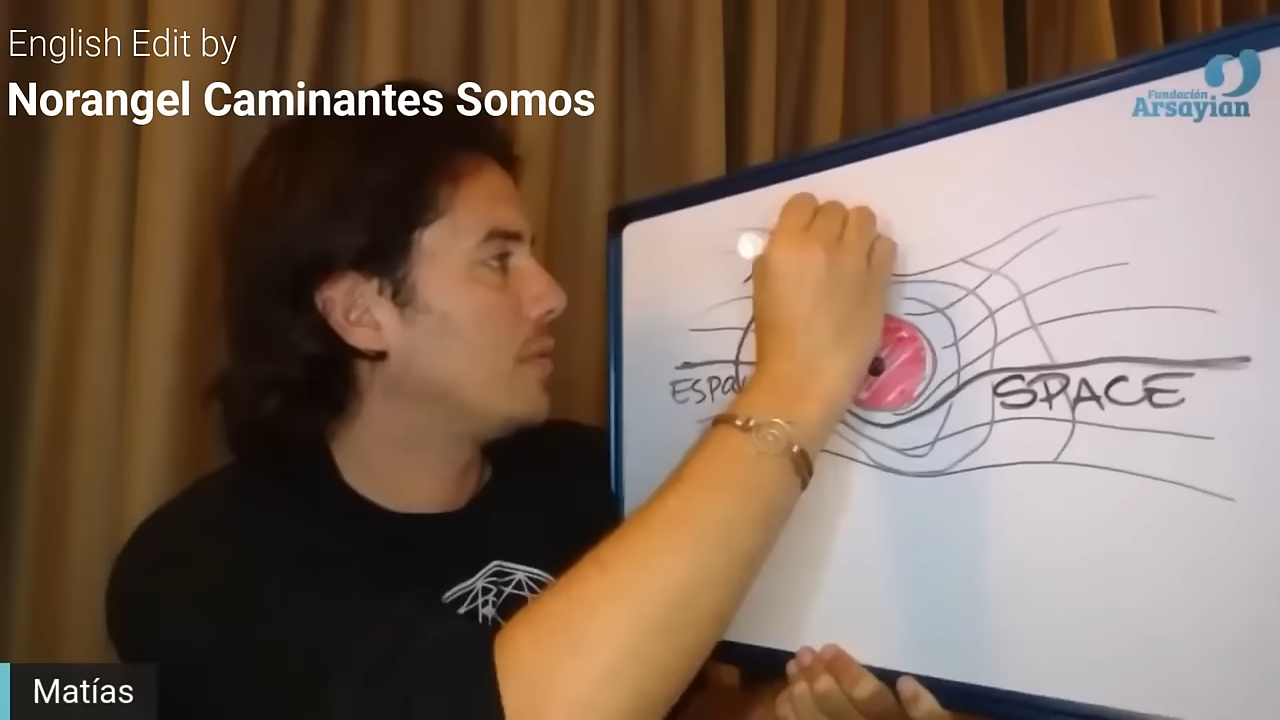 English Edit by
Norangel Caminantes Somos
Fundación
Arsayian
SPACE
Matías